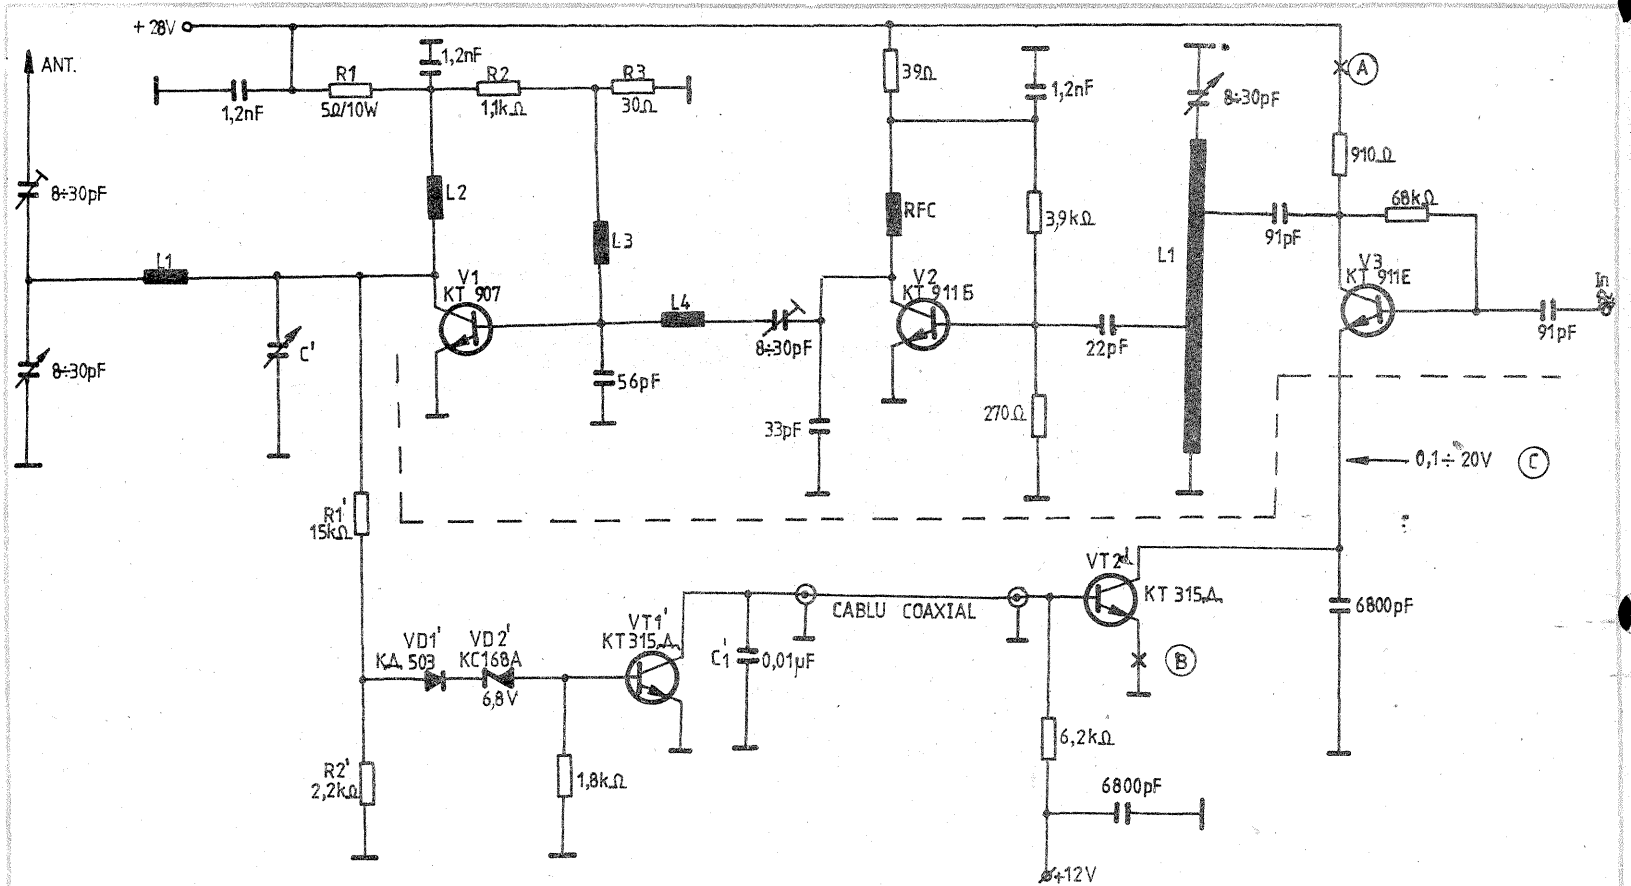 +28V
ANT.
1,2nF
R1
5Ω/10W
1,2nF
R2
1,1kΩ
R3
30Ω
39Ω
1,2nF
8÷30pF
A
910Ω
8÷30pF
L2
L3
RFC
3,9kΩ
L1
91pF
68kΩ
L1
V1
KT 907
L4
8÷30pF
V2
KT 911Б
22pF
V3
KT 911E
In
91pF
8÷30pF
C'
56pF
33pF
270Ω
0,1÷20V
C
R1'
15kΩ
VT2'
KT 315Д
6800pF
CABLU COAXIAL
VT1'
KT315Д
VD1'
КД 503
VD2'
KC168A
6,8V
C1'
0,01µF
B
R2'
2,2kΩ
1,8kΩ
6,2kΩ
6800pF
+12V